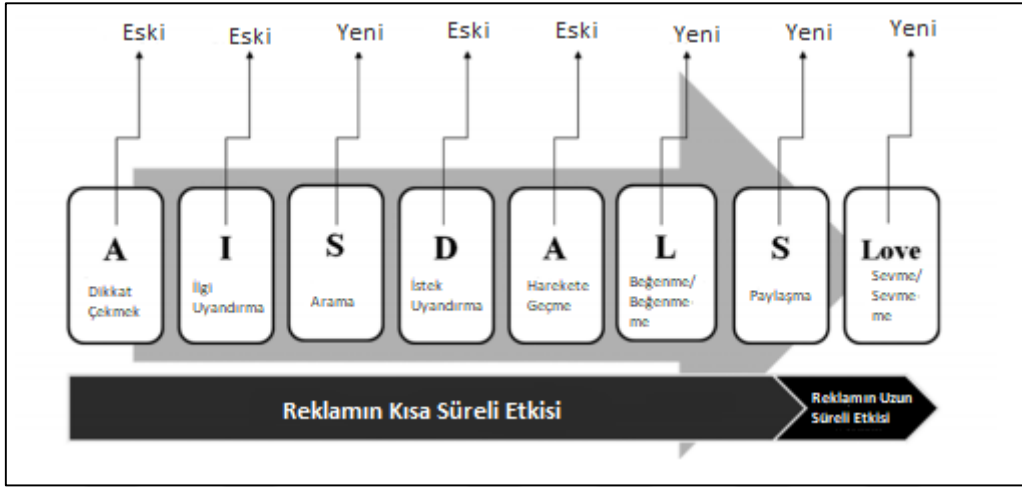 Eski Eski Yeni Eski Eski Yeni Yeni Yeni
A
Dikkat
Çekmek
I
İlgi
Uyandırma
S
Arama
D
İstek
Uyandırma
A
Harekete
Geçme
L
Beğenme/
Beğenme-
me
S
Paylaşma
Love
Sevme/
Sevme-
me
Reklamın Kısa Süreli Etkisi
Reklamın Uzun
Süreli Etkisi